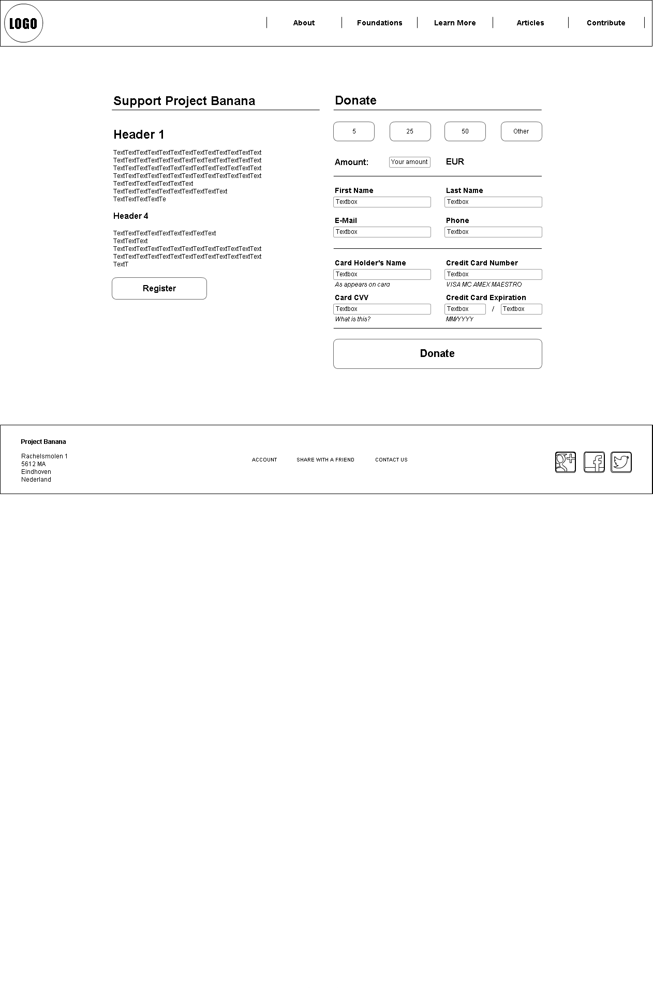 LOGO
About
Foundations
Learn More
Articles
Contribute
Support Project Banana
Header 1
TextTextTextTextTextTextTextTextTextTextTextTextText
TextTextTextTextTextTextTextTextTextTextTextTextText
TextTextTextTextTextTextTextTextTextTextTextTextText
TextTextTextTextTextTextTextTextTextTextTextTextText
TextTextTextTextTextTextText
TextTextTextTextTextTextTextTextTextText
TextTextTextTextTe
Header 4
TextTextTextTextTextTextTextTextText
TextTextText
TextTextTextTextTextTextTextTextTextTextTextTextText
TextTextTextTextTextTextTextTextTextTextTextTextText
TextT
Register
Donate
5
25
50
Other
Amount:
Your amount
EUR
First Name
Last Name
Textbox
Textbox
E-Mail
Phone
Textbox
Textbox
Card Holder's Name
Credit Card Number
Textbox
Textbox
As appears on card
VISA MC AMEX MAESTRO
Card CVV
Credit Card Expiration
Textbox
Textbox / Textbox
What is this?
MM/YYYY
Donate
Project Banana
Rachelsmolen 1
5612 MA
Eindhoven
Nederland
ACCOUNT
SHARE WITH A FRIEND
CONTACT US